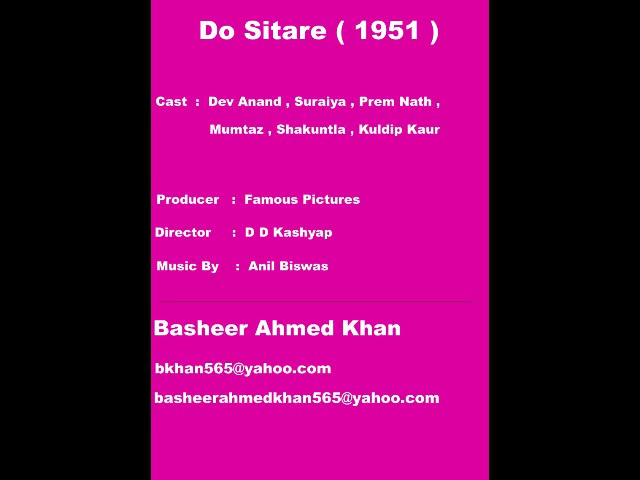 Do Sitare ( 1951 )
Cast : Dev Anand , Suraiya , Prem Nath ,
Mumtaz , Shakuntla , Kuldip Kaur
Producer : Famous Pictures
Director : D D Kashyap
Music By : Anil Biswas
Basheer Ahmed Khan
bkhan565@yahoo.com
basheerahmedkhan565@yahoo.com